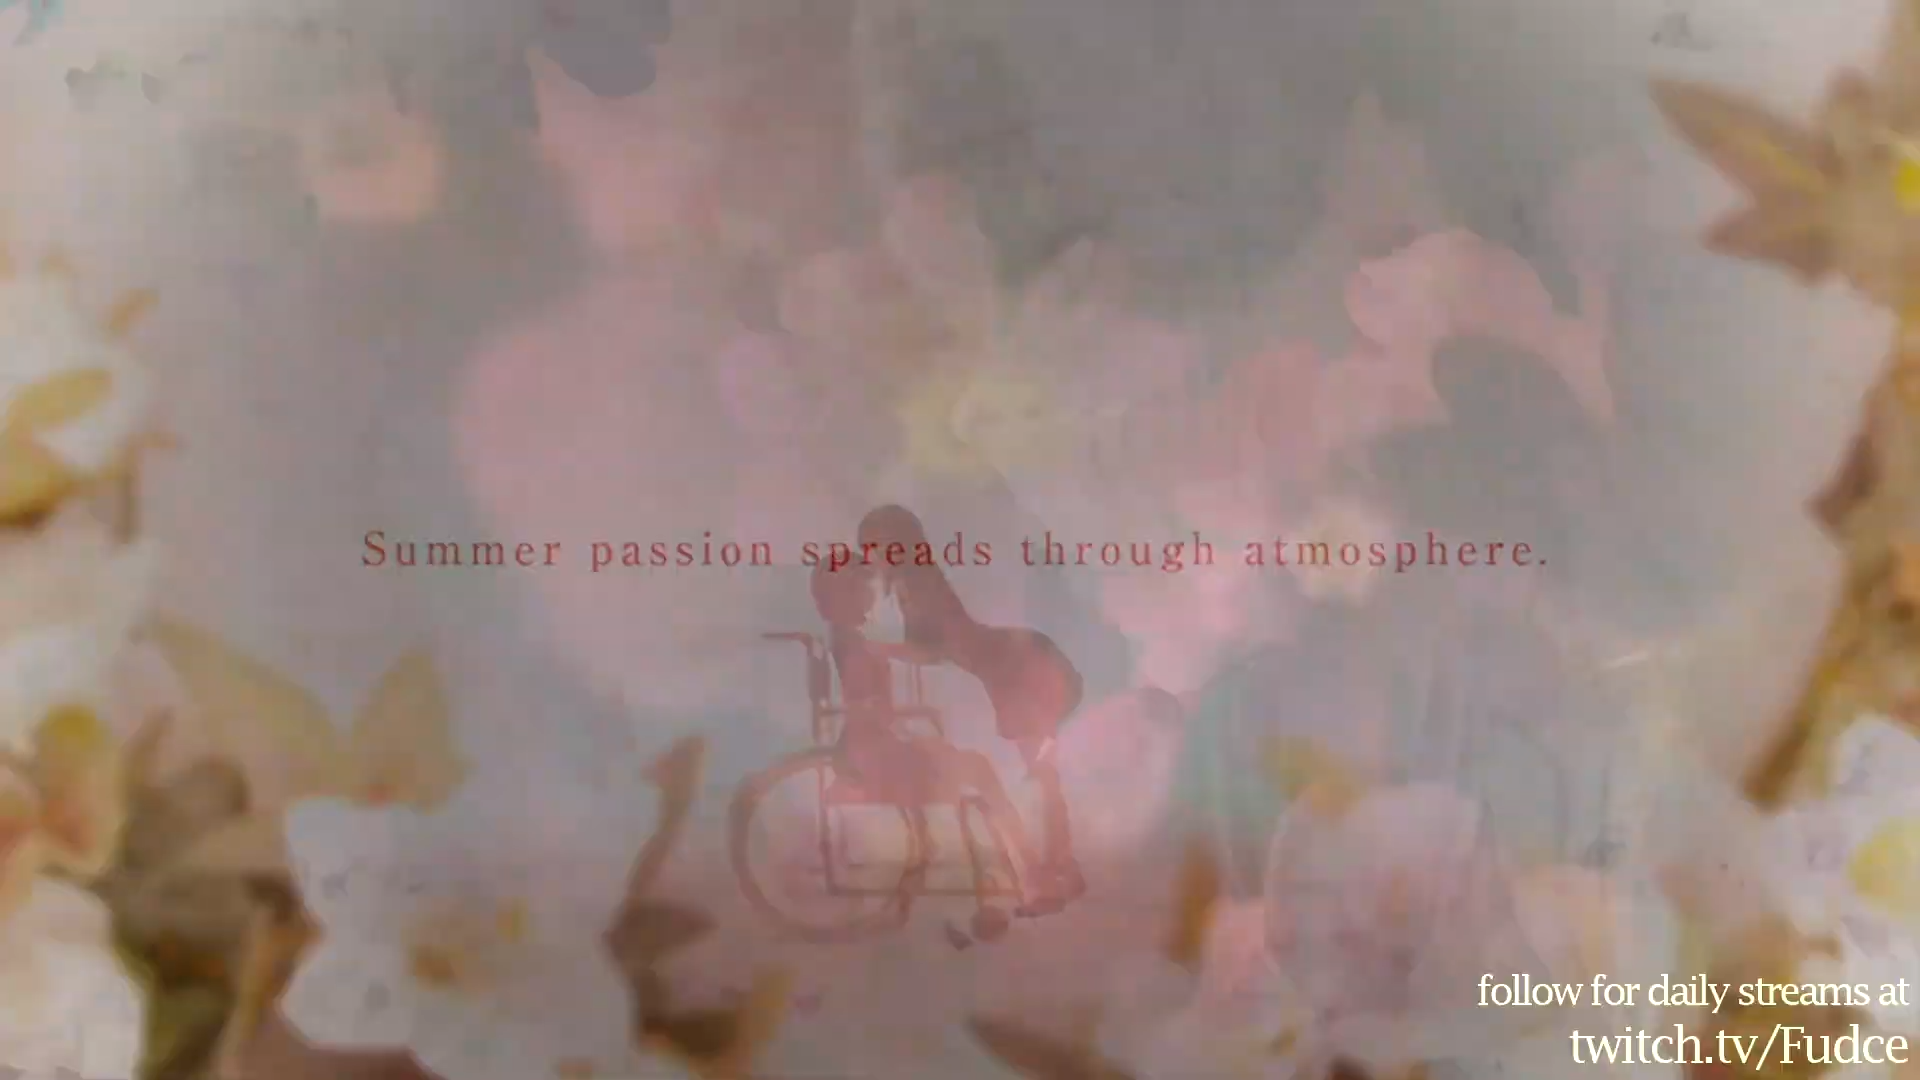 Summer passion spreads through atmosphere.
follow for daily streams at
twitch.tv/Fudce